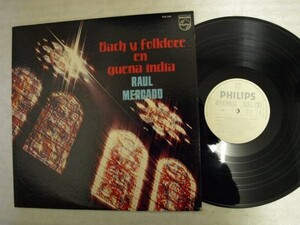 Bach y folklore
en
quena india
RAUL
MERCADO
PHILIPS